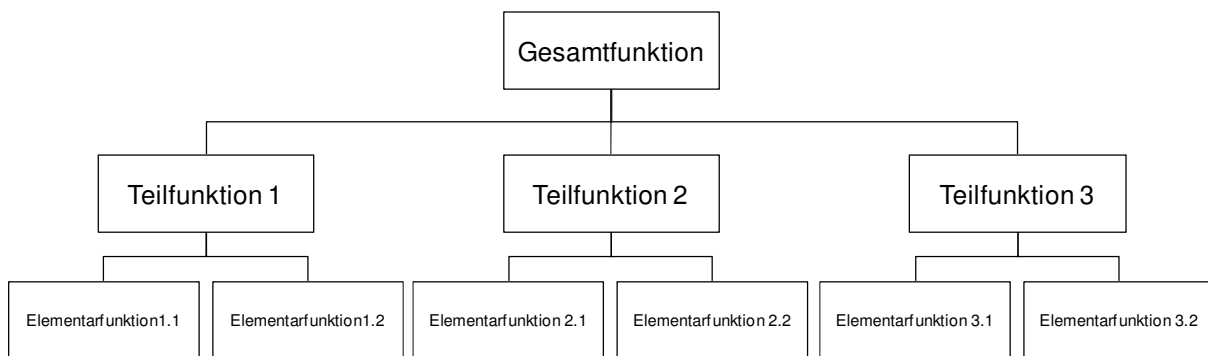 Gesamtfunktion
Teilfunktion 1
Teilfunktion 2
Teilfunktion 3
Elementarfunktion1.1
Elementarfunktion1.2
Elementarfunktion 2.1
Elementarfunktion 2.2
Elementarfunktion 3.1
Elementarfunktion 3.2